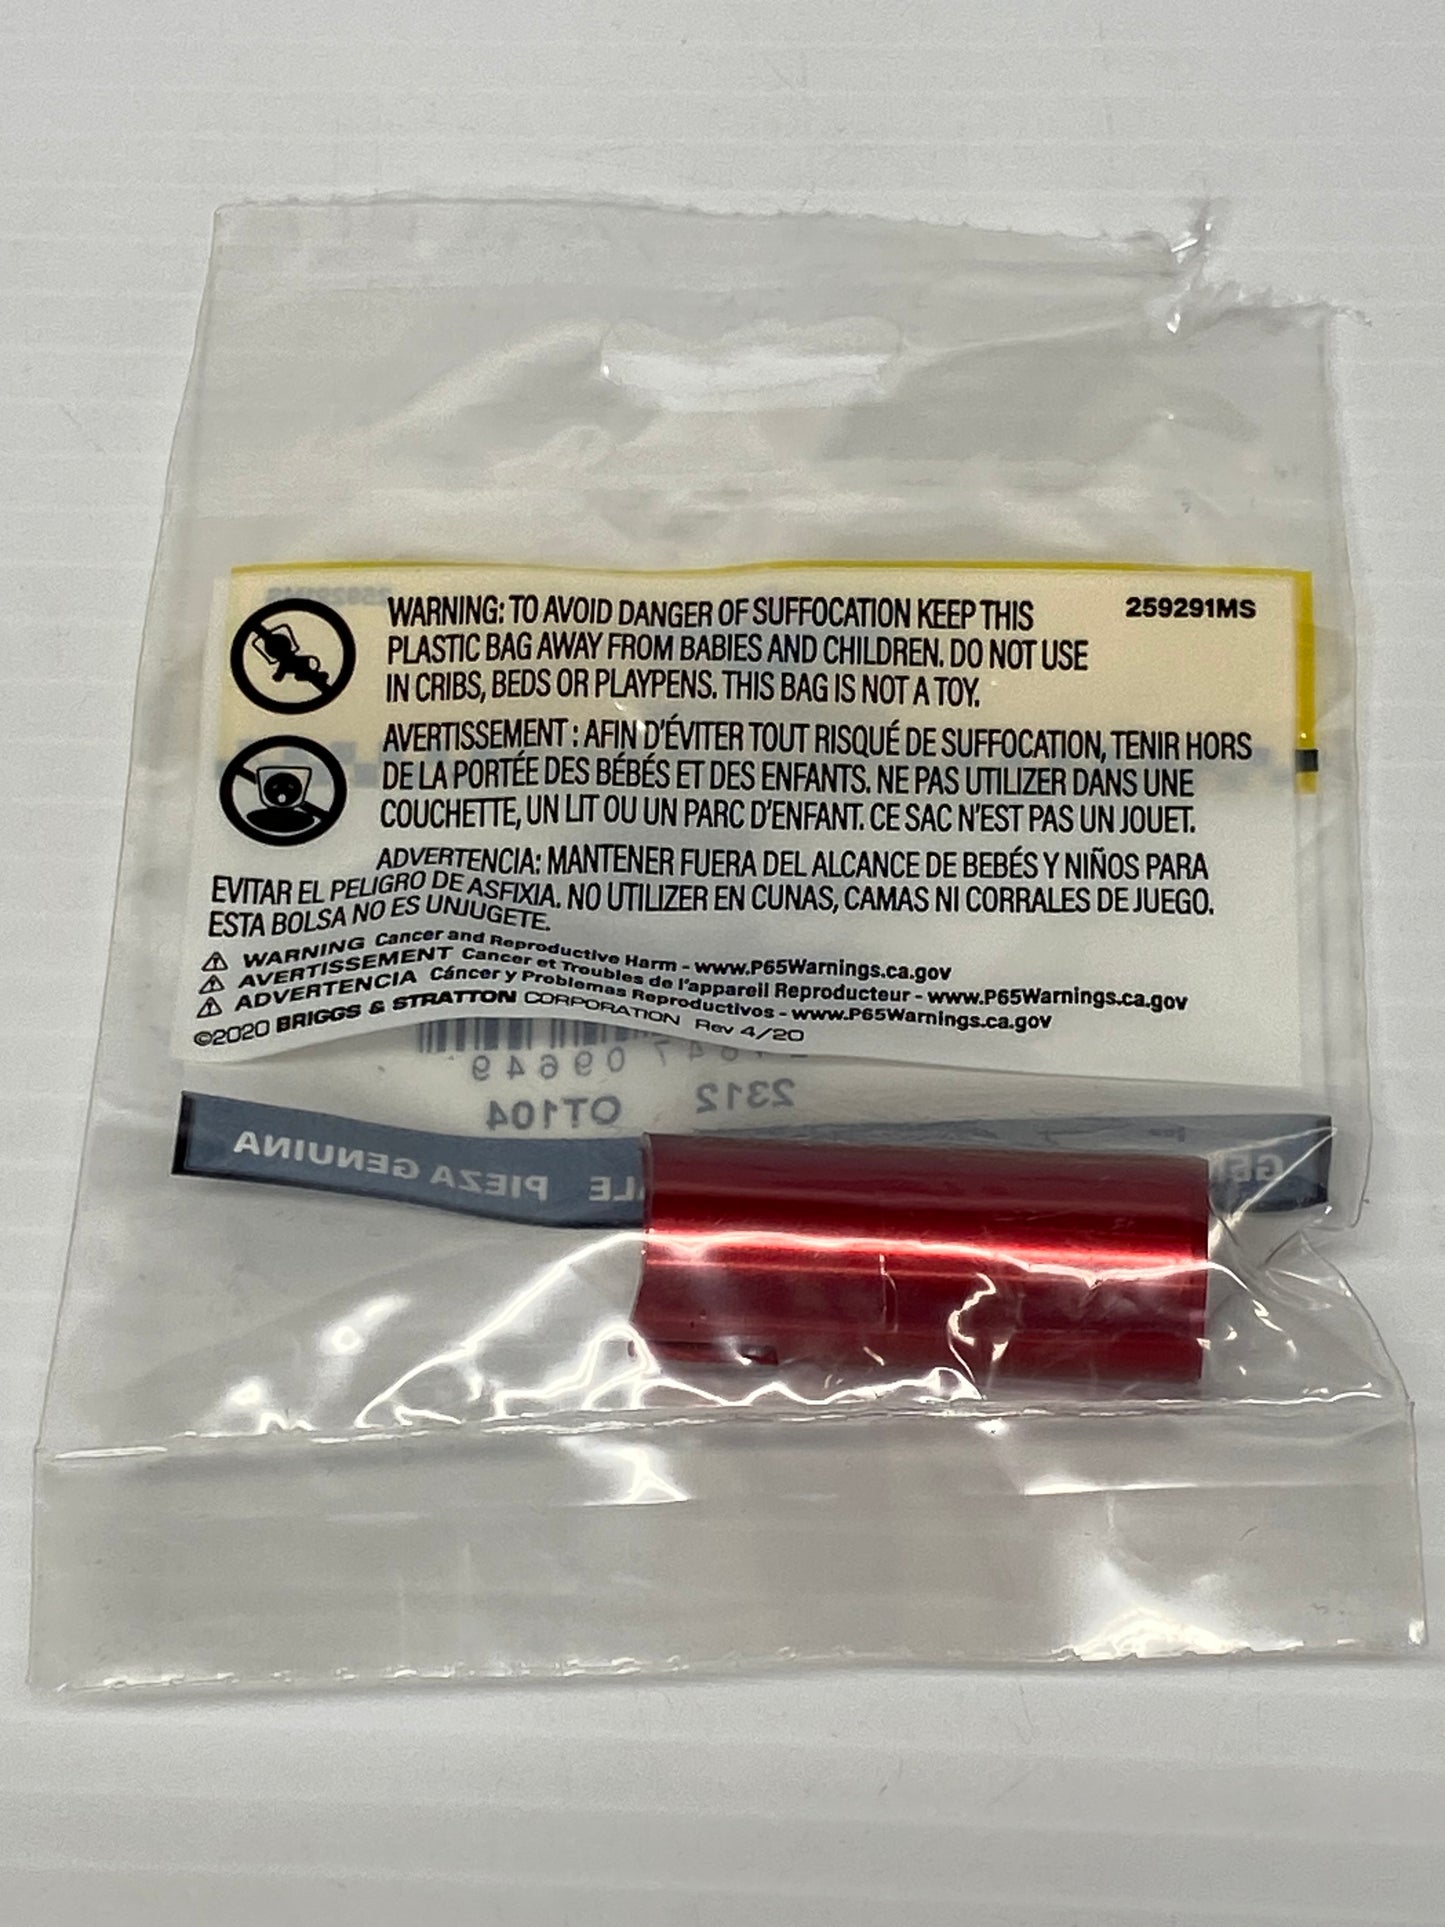 WARNING: TO AVOID DANGER OF SUFFOCATION KEEP THIS
259291MS
PLASTIC BAG AWAY FROM BABIES AND CHILDREN. DO NOT USE
IN CRIBS, BEDS OR PLAYPENS. THIS BAG IS NOT A TOY.
AVERTISSEMENT : AFIN D'ÉVITER TOUT RISQUÉ DE SUFFOCATION, TENIR HORS
DE LA PORTÉE DES BÉBÉS ET DES ENFANTS. NE PAS UTILIZER DANS UNE
COUCHETTE, UN LIT OU UN PARC D'ENFANT. CE SAC N'EST PAS UN JOUET.
ADVERTENCIA: MANTENER FUERA DEL ALCANCE DE BEBÉS Y NIÑOS PARA
EVITAR EL PELIGRO DE ASFIXIA. NO UTILIZER EN CUNAS, CAMAS NI CORRALES DE JUEGO.
ESTA BOLSA NO ES UNJUGETE.
⚠ WARNING Cancer and Reproductive Harm - www.P65Warnings.ca.gov
⚠ AVERTISSEMENT Cancer et Troubles de l'appareil Reproducteur - www.P65Warnings.ca.gov
⚠ ADVERTENCIA Cáncer y Problemas Reproductivos - www.P65Warnings.ca.gov
©2020 BRIGGS & STRATTON CORPORATION Rev 4/20
09649
2312
OT104
PIEZA GENUINA